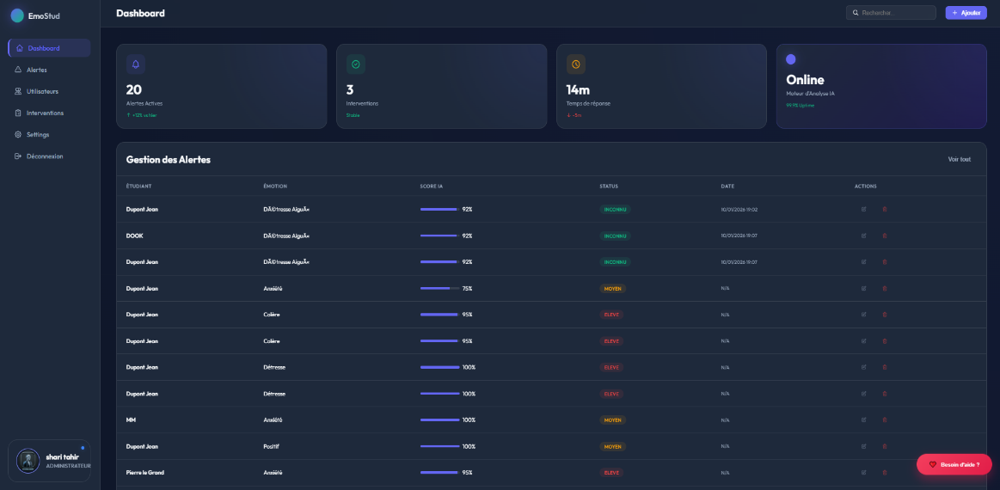 EmoStud
Dashboard
Alertes
Utilisateurs
Interventions
Settings
Déconnexion
shari tahir
ADMINISTRATEUR
Dashboard
Rechercher...
+ Ajouter
20
Alertes Actives
↑ +12% vs hier
3
Interventions
Stable
14m
Temps de réponse
↓ -5m
Online
Moteur d'Analyse IA
99.9% Uptime
Gestion des Alertes
Voir tout
ÉTUDIANT ÉMOTION SCORE IA STATUS DATE ACTIONS
Dupont Jean DÃ©tresse AiguÃ« 92% INCONNU 10/01/2026 19:02
DOOK DÃ©tresse AiguÃ« 92% INCONNU 10/01/2026 19:07
Dupont Jean DÃ©tresse AiguÃ« 92% INCONNU 10/01/2026 19:07
Dupont Jean Anxiété 75% MOYEN N/A
Dupont Jean Colère 95% ELEVE N/A
Dupont Jean Colère 95% ELEVE N/A
Dupont Jean Détresse 100% ELEVE N/A
Dupont Jean Détresse 100% ELEVE N/A
MM Anxiété 100% MOYEN N/A
Dupont Jean Positif 100% MOYEN N/A
Pierre le Grand Anxiété 95% ELEVE N/A
Besoin d'aide ?